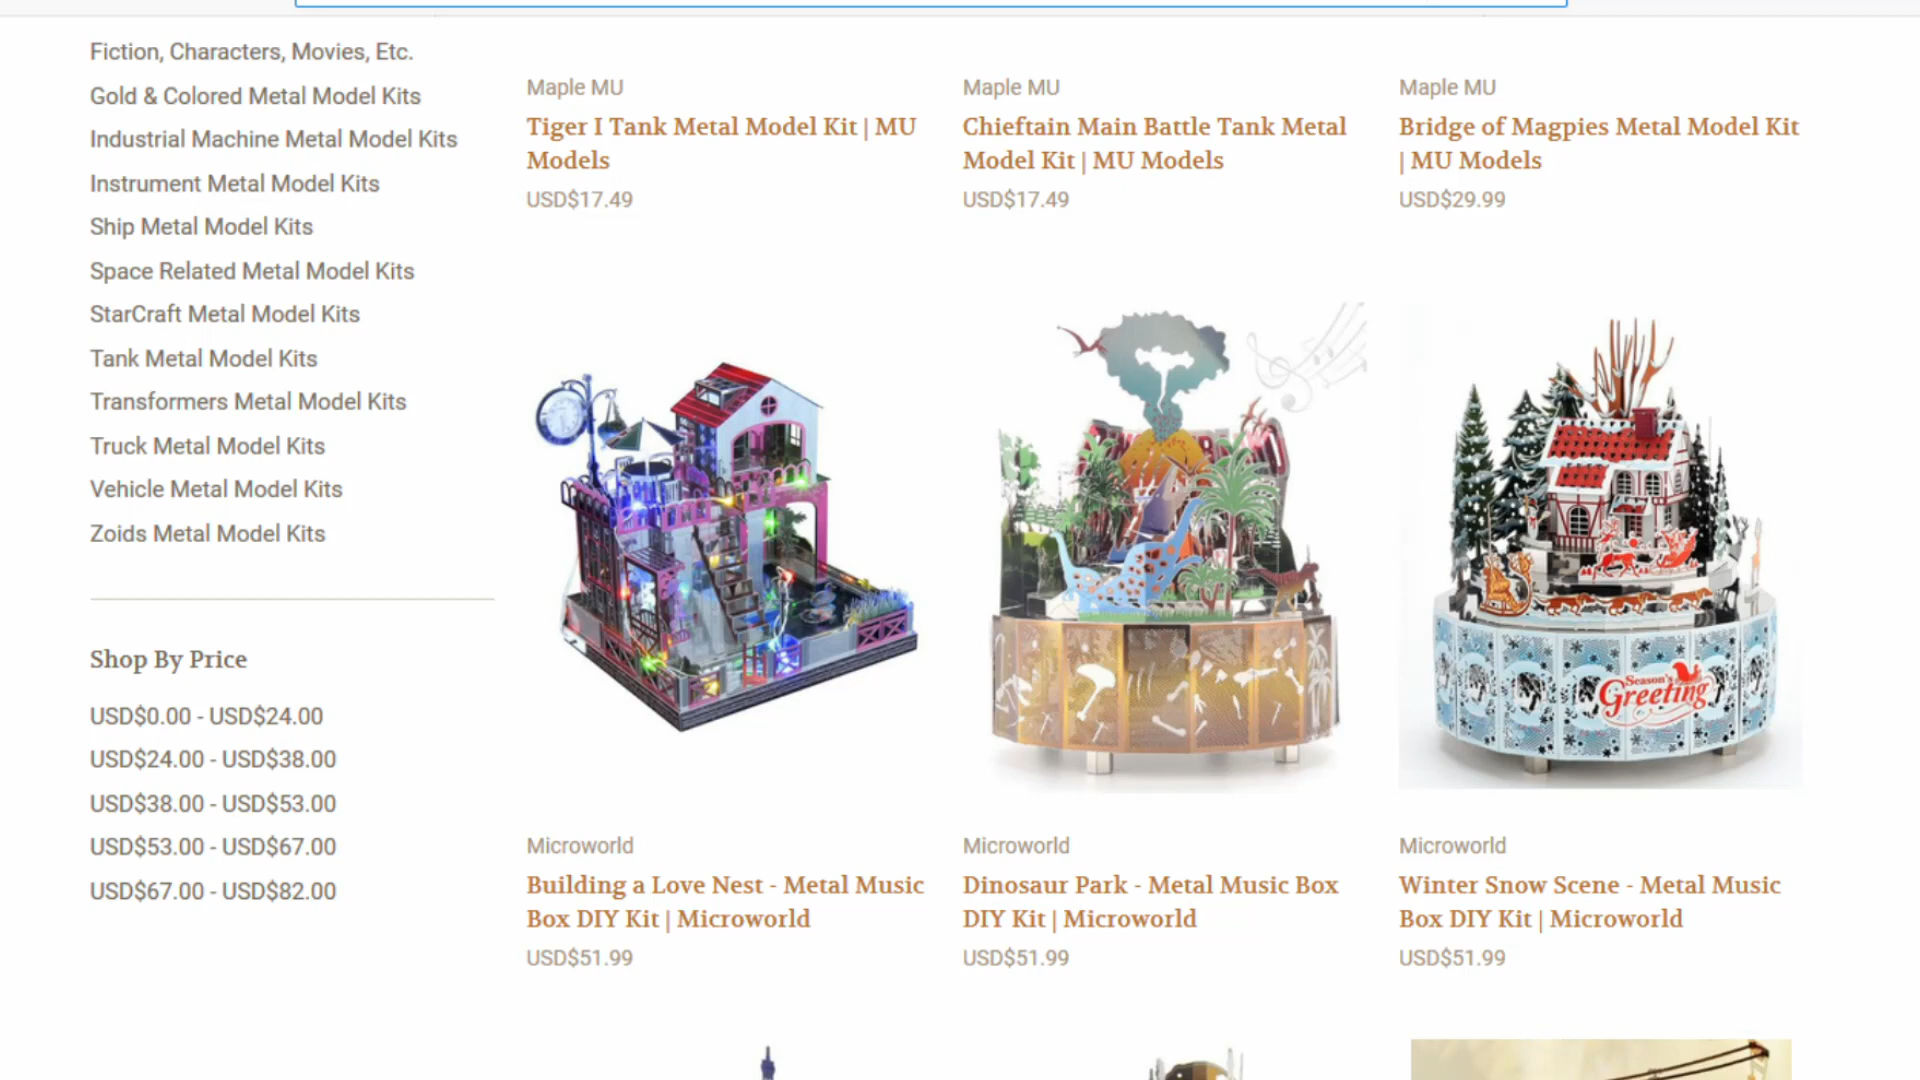 Fiction, Characters, Movies, Etc.
Gold & Colored Metal Model Kits
Industrial Machine Metal Model Kits
Instrument Metal Model Kits
Ship Metal Model Kits
Space Related Metal Model Kits
StarCraft Metal Model Kits
Tank Metal Model Kits
Transformers Metal Model Kits
Truck Metal Model Kits
Vehicle Metal Model Kits
Zoids Metal Model Kits
Shop By Price
USD$0.00 - USD$24.00
USD$24.00 - USD$38.00
USD$38.00 - USD$53.00
USD$53.00 - USD$67.00
USD$67.00 - USD$82.00
Maple MU
Tiger I Tank Metal Model Kit | MU
Models
USD$17.49
Maple MU
Chieftain Main Battle Tank Metal
Model Kit | MU Models
USD$17.49
Maple MU
Bridge of Magpies Metal Model Kit
| MU Models
USD$29.99
Season's
Greeting
Microworld
Building a Love Nest - Metal Music
Box DIY Kit | Microworld
USD$51.99
Microworld
Dinosaur Park - Metal Music Box
DIY Kit | Microworld
USD$51.99
Microworld
Winter Snow Scene - Metal Music
Box DIY Kit | Microworld
USD$51.99